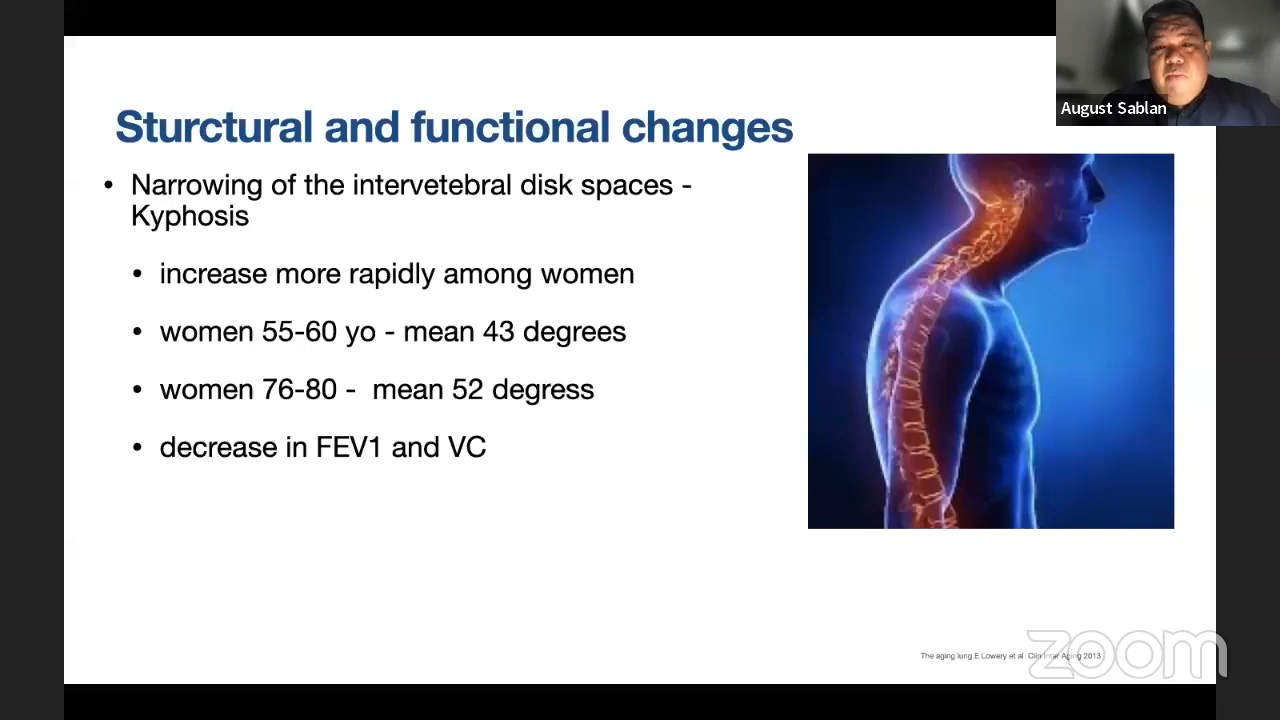 August Sablan
Sturctural and functional changes
• Narrowing of the intervetebral disk spaces -
Kyphosis
• increase more rapidly among women
• women 55-60 yo - mean 43 degrees
• women 76-80 - mean 52 degress
• decrease in FEV1 and VC
The aging lung E Lowery et al Clin Inter Aging 2013
zoom